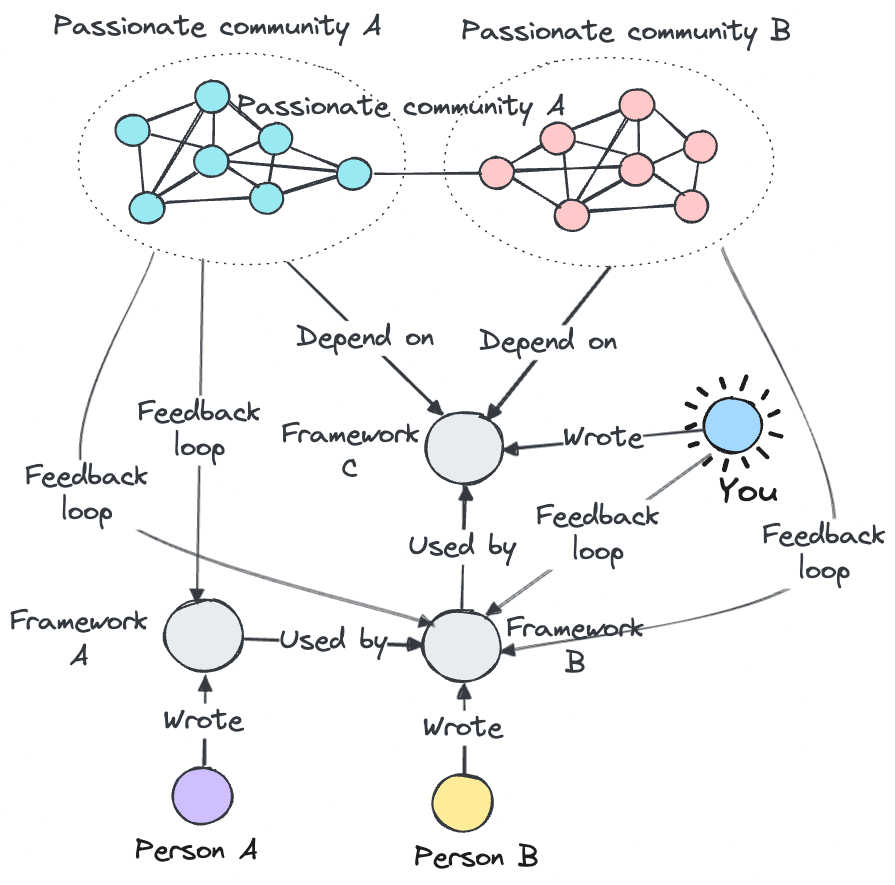 Passionate community A
Passionate community B
Passionate community A
Depend on
Depend on
Feedback
loop
Framework
C
Wrote
Feedback
loop
You
Feedback
loop
Used by
Feedback
loop
Framework
A
Used by
Framework
B
Wrote
Wrote
Person A
Person B